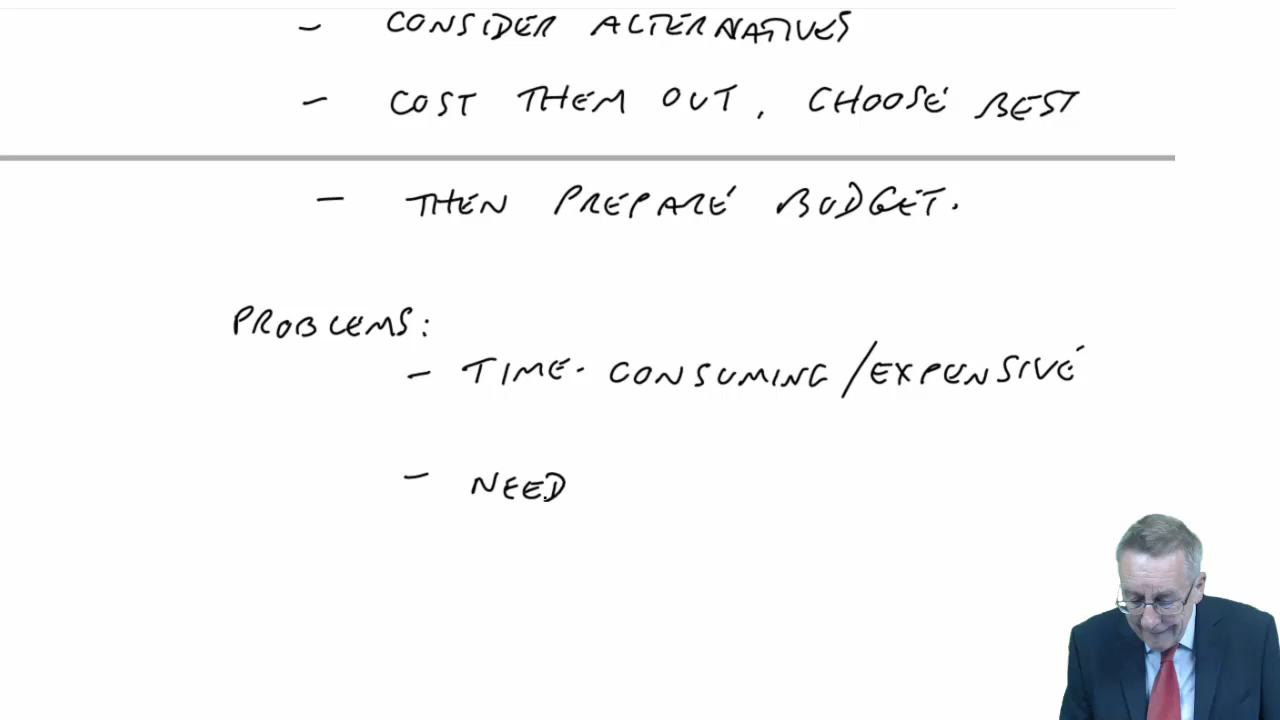 - CONSIDER ALTERNATIVES
- COST THEM OUT, CHOOSE BEST
- THEN PREPARE BUDGET.
PROBLEMS:
- TIME-CONSUMING/EXPENSIVE
- NEED